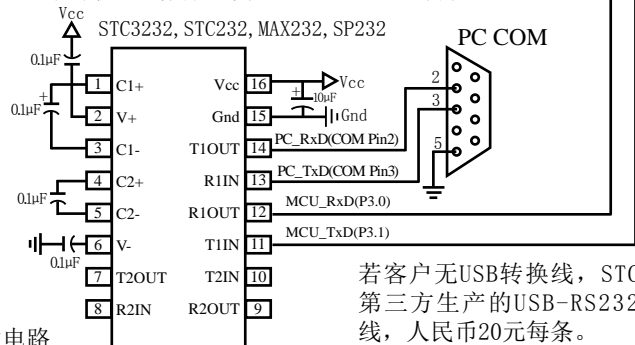 Vcc
STC3232,STC232,MAX232,SP232
PC COM
0.1μF
1 C1+ Vcc 16 Vcc
0.1μF + 10μF
2 V+ Gnd 15 Gnd
3 C1- T1OUT 14 PC_RxD(COM Pin2)
4 C2+ R1IN 13 PC_TxD(COM Pin3)
0.1μF
5 C2- R1OUT 12 MCU_RxD(P3.0)
6 V- T1IN 11 MCU_TxD(P3.1)
0.1μF
7 T2OUT T2IN 10
8 R2IN R2OUT 9
2
3
5
若客户无USB转换线，STC
第三方生产的USB-RS232
线，人民币20元每条。
电路